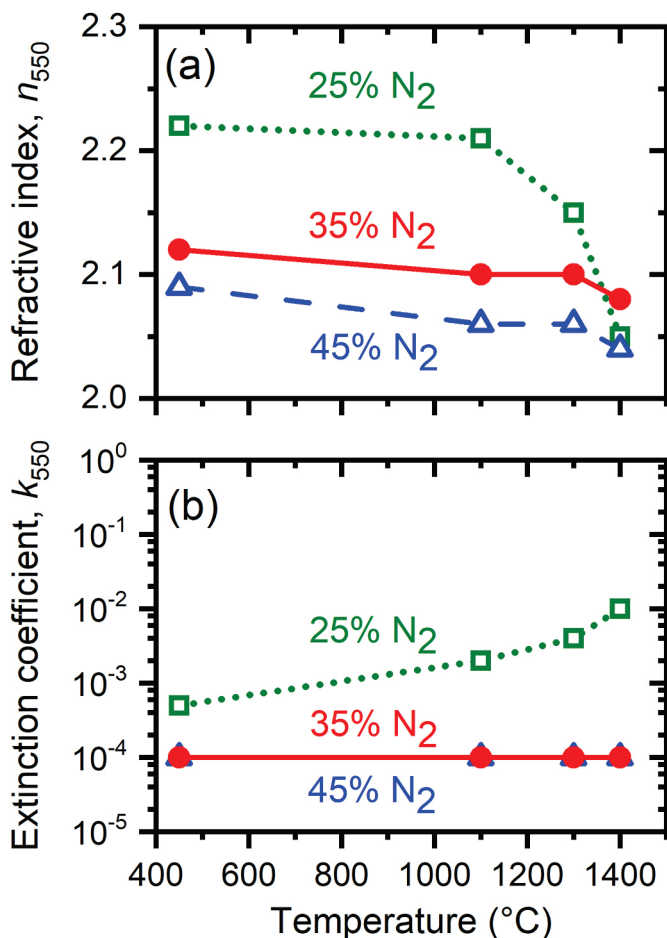 2.3
(a)
25% N2
2.2
35% N2
2.1
45% N2
2.0
Refractive index, n550
10^0
(b)
10^-1
10^-2
25% N2
10^-3
35% N2
10^-4
45% N2
10^-5
Extinction coefficient, k550
400 600 800 1000 1200 1400
Temperature (°C)